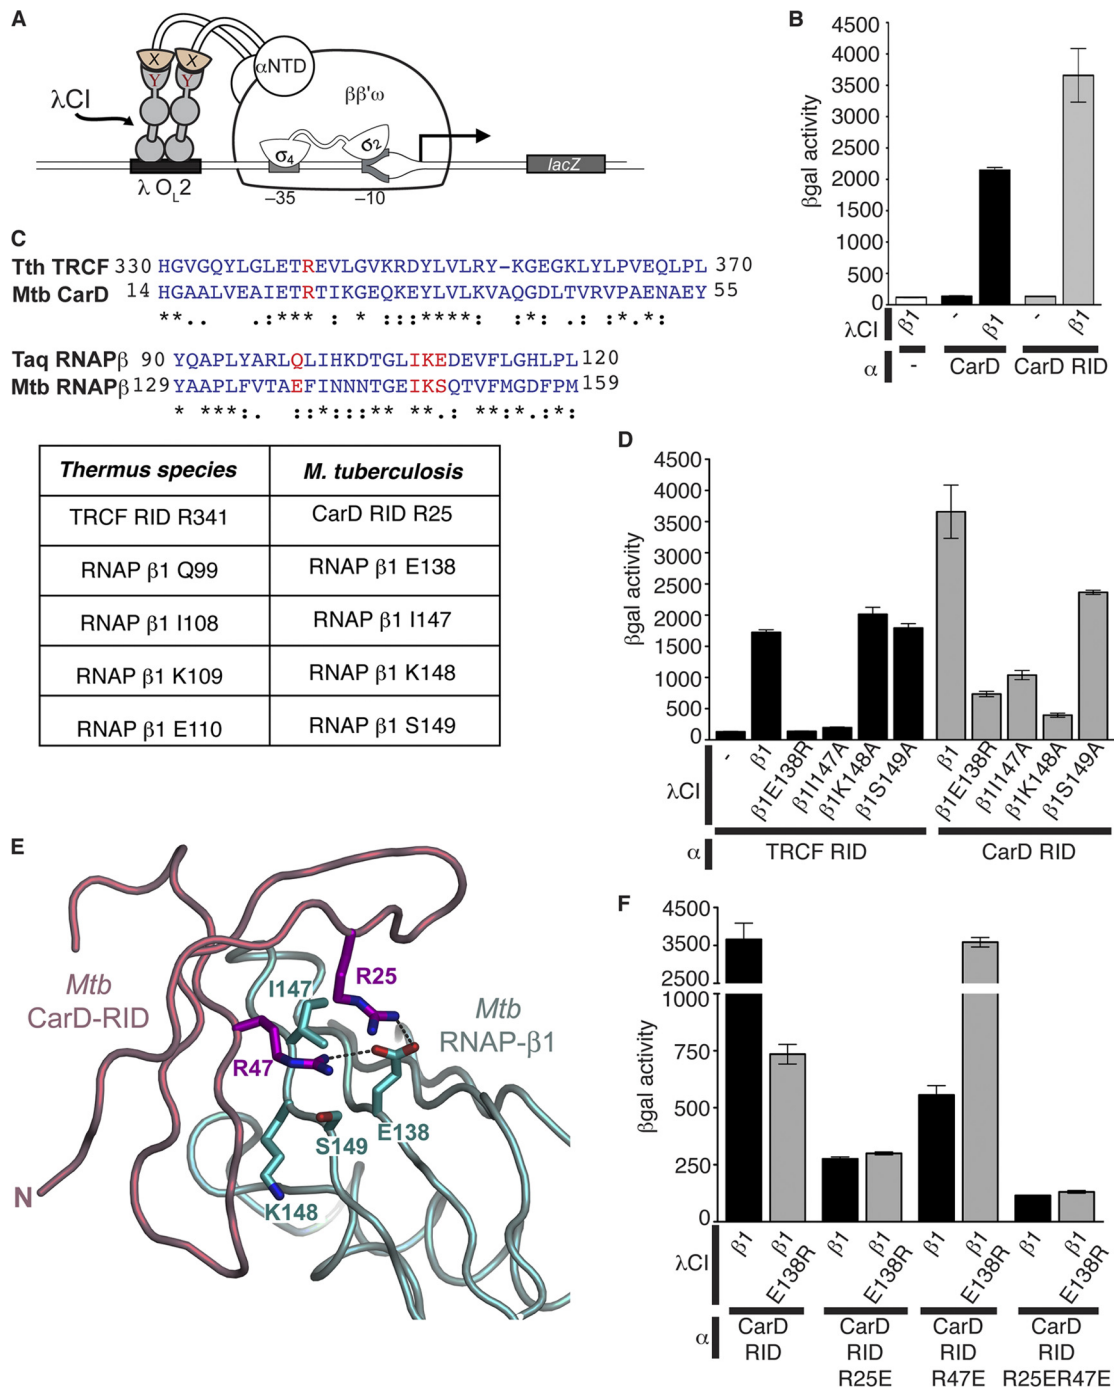 A
X X
Y Y
αNTD
λCI
ββ'ω
σ4
σ2
λ OL2
–35
–10
lacZ
B
βgal activity
4500
4000
3500
3000
2500
2000
1500
1000
500
0
λCI β1 - β1 - β1
α - CarD CarD RID
C
Tth TRCF 330 HGVGQYLGLETREVLGVKRDYLVLRY–KGEGKLYLPVEQLPL 370
Mtb CarD 14 HGAALVEAIETRTIKGEQKEYLVLKVAQGDLTVRVPAENAEY 55
**.. .:*** : * :::****: :** :* .: :*.*:
Taq RNAPβ 90 YQAPLYARLQLIHKDTGLIKEDEVFLGHLPL 120
Mtb RNAPβ 129 YAAPLFVTAEFINNNTGEIKSQTVFMGDFPM 159
* ***:. ::*:::** **.: **:*:**:
Thermus species M. tuberculosis
TRCF RID R341 CarD RID R25
RNAP β1 Q99 RNAP β1 E138
RNAP β1 I108 RNAP β1 I147
RNAP β1 K109 RNAP β1 K148
RNAP β1 E110 RNAP β1 S149
D
βgal activity
4500
4000
3500
3000
2500
2000
1500
1000
500
0
λCI - β1 β1E138R β1I147A β1K148A β1S149A β1 β1E138R β1I147A β1K148A β1S149A
α TRCF RID CarD RID
E
Mtb
CarD-RID
I147
R25
Mtb
RNAP-β1
R47
E138
S149
K148
N
F
βgal activity
4500
3500
2500
1000
750
500
250
0
λCI β1 β1 E138R β1 β1 E138R β1 β1 E138R β1 β1 E138R
α CarD RID
CarD RID R25E
CarD RID R47E
CarD RID R25ER47E